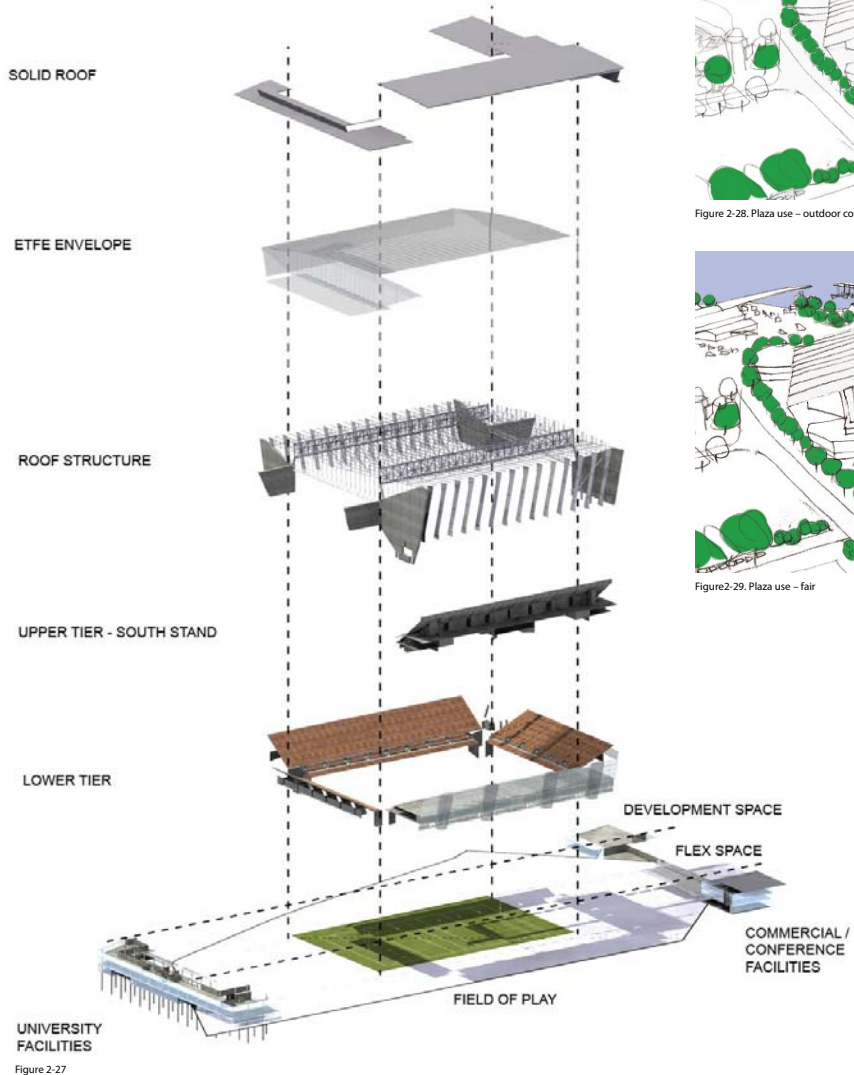 SOLID ROOF
ETFE ENVELOPE
ROOF STRUCTURE
UPPER TIER - SOUTH STAND
LOWER TIER
DEVELOPMENT SPACE
FLEX SPACE
COMMERCIAL /
CONFERENCE
FACILITIES
FIELD OF PLAY
UNIVERSITY
FACILITIES
Figure 2-27
Figure 2-28. Plaza use – outdoor co
Figure2-29. Plaza use – fair